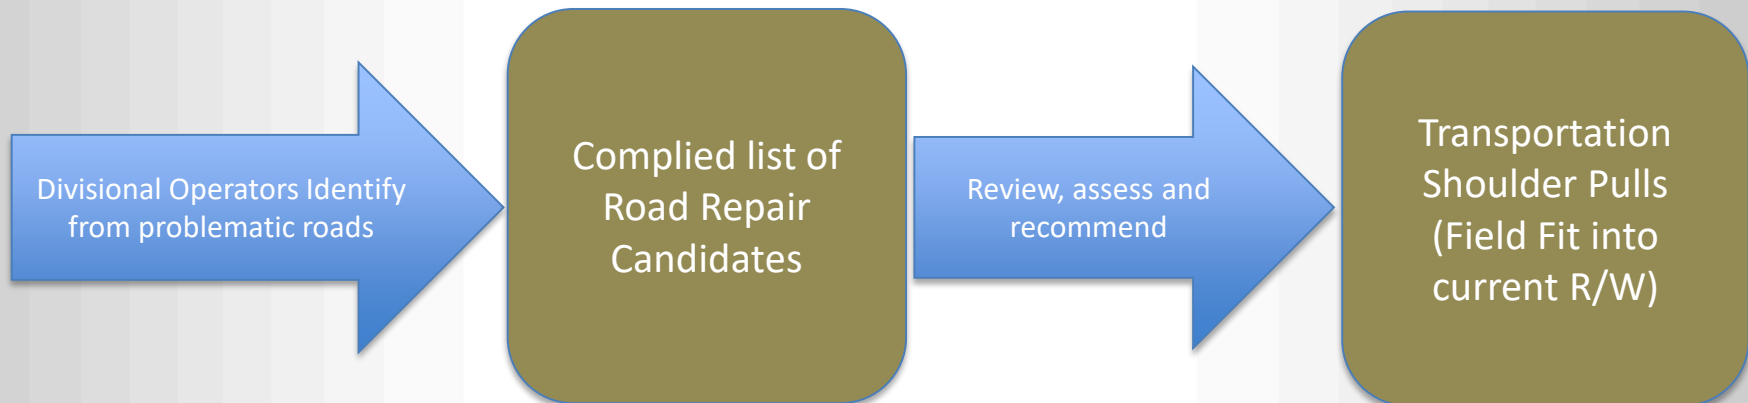 Divisional Operators Identify
from problematic roads
Complied list of
Road Repair
Candidates
Review, assess and
recommend
Transportation
Shoulder Pulls
(Field Fit into
current R/W)